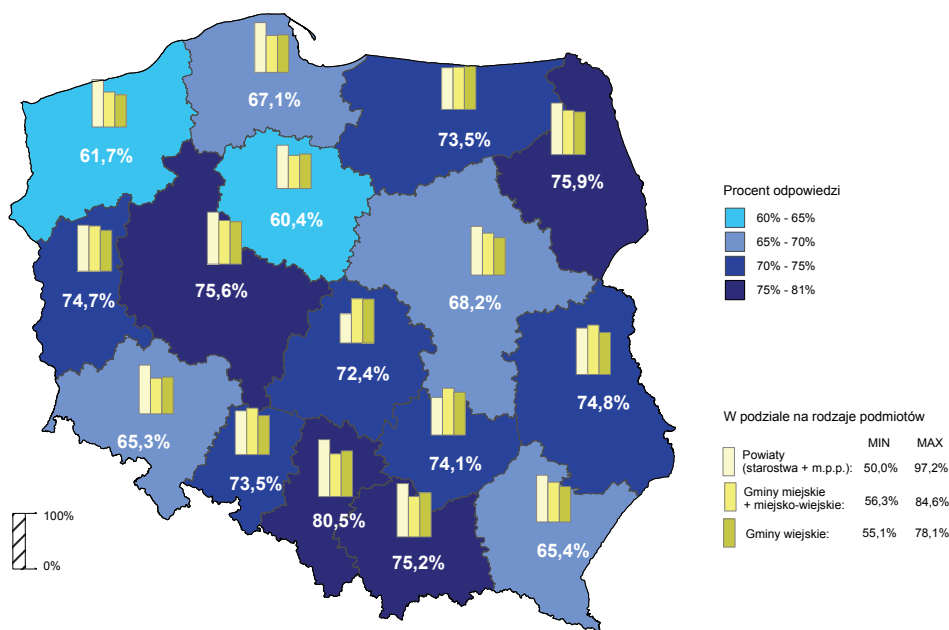 67,1%
73,5%
61,7%
75,9%
60,4%
75,6%
74,7%
68,2%
72,4%
74,8%
65,3%
74,1%
73,5%
80,5%
75,2%
65,4%
100%
0%
Procent odpowiedzi
60% - 65%
65% - 70%
70% - 75%
75% - 81%
W podziale na rodzaje podmiotów
MIN MAX
Powiaty
(starostwa + m.p.p.): 50,0% 97,2%
Gminy miejskie
+ miejsko-wiejskie: 56,3% 84,6%
Gminy wiejskie: 55,1% 78,1%